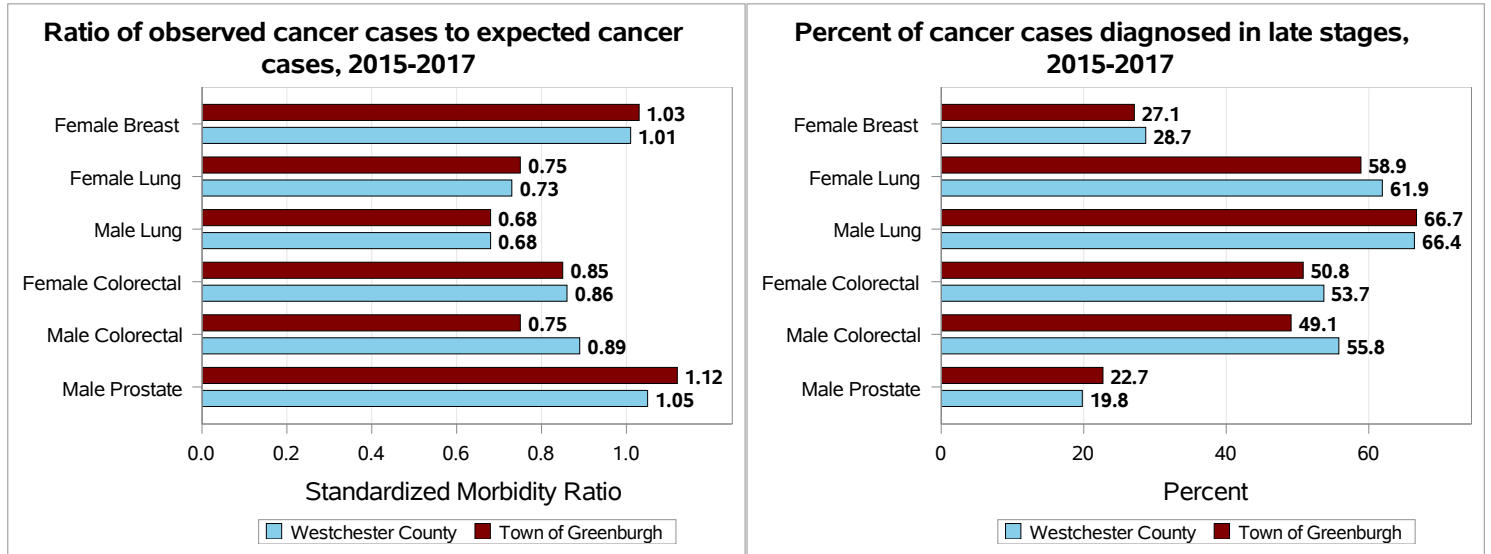 Ratio of observed cancer cases to expected cancer
cases, 2015-2017
Female Breast
1.03
1.01
Female Lung
0.75
0.73
Male Lung
0.68
0.68
Female Colorectal
0.85
0.86
Male Colorectal
0.75
0.89
Male Prostate
1.12
1.05
0.0 0.2 0.4 0.6 0.8 1.0
Standardized Morbidity Ratio
Westchester County Town of Greenburgh
Percent of cancer cases diagnosed in late stages,
2015-2017
Female Breast
27.1
28.7
Female Lung
58.9
61.9
Male Lung
66.7
66.4
Female Colorectal
50.8
53.7
Male Colorectal
49.1
55.8
Male Prostate
22.7
19.8
0 20 40 60
Percent
Westchester County Town of Greenburgh